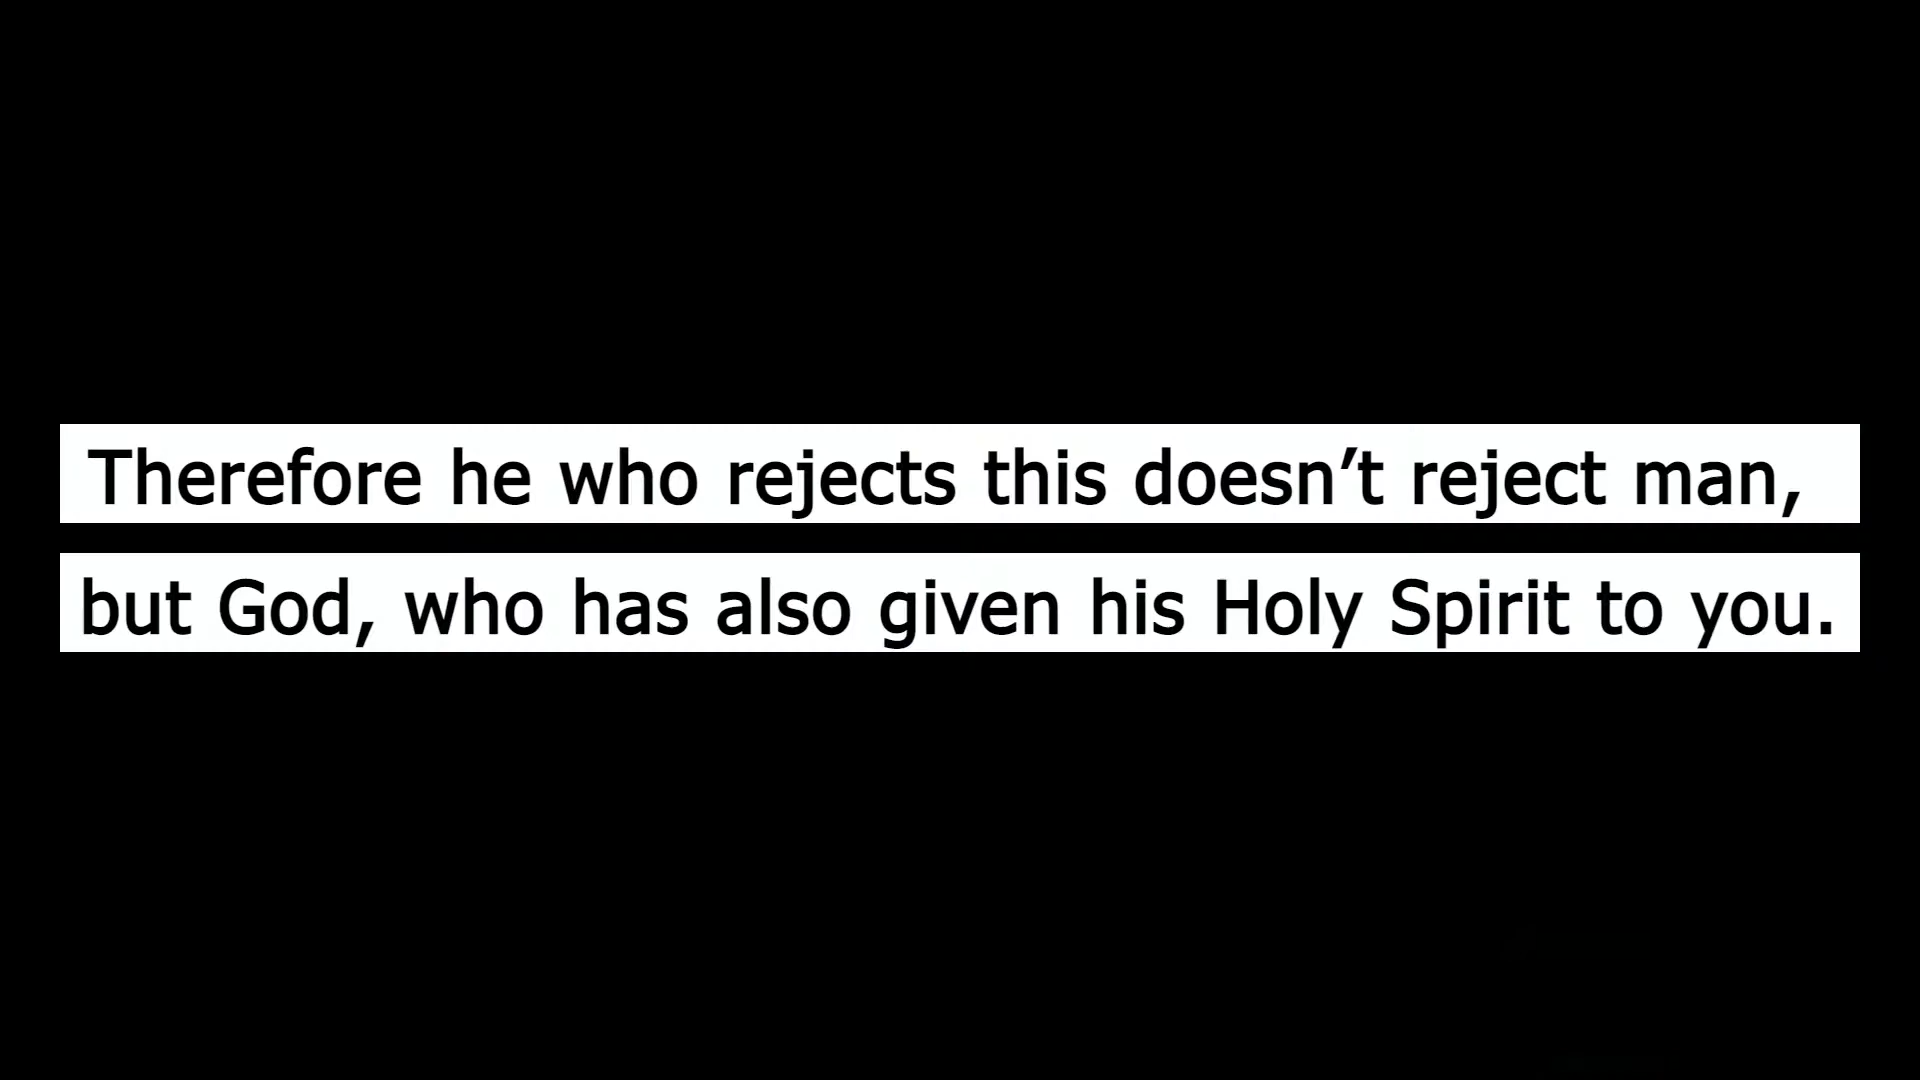 Therefore he who rejects this doesn’t reject man,
but God, who has also given his Holy Spirit to you.